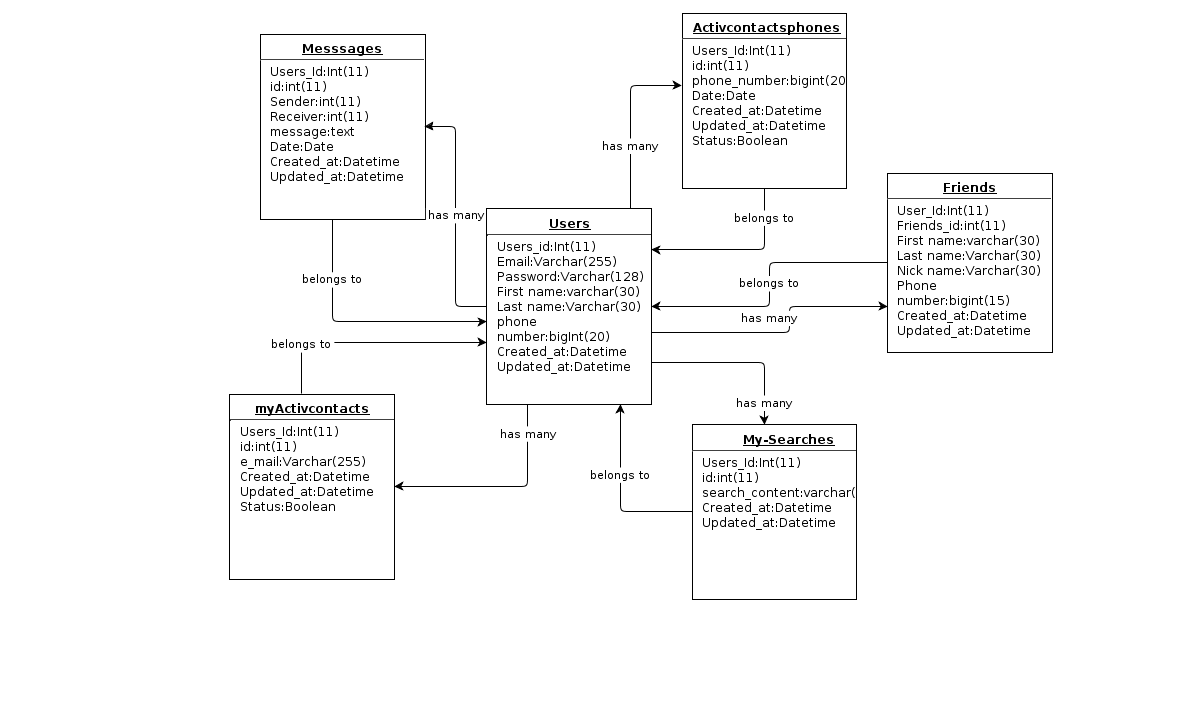 Messsages
Users_Id:Int(11)
id:int(11)
Sender:int(11)
Receiver:int(11)
message:text
Date:Date
Created_at:Datetime
Updated_at:Datetime
Activcontactsphones
Users_Id:Int(11)
id:int(11)
phone_number:bigint(20
Date:Date
Created_at:Datetime
Updated_at:Datetime
Status:Boolean
has many
has many
belongs to
Friends
User_Id:Int(11)
Friends_id:int(11)
First name:varchar(30)
Last name:Varchar(30)
Nick name:Varchar(30)
Phone
number:bigint(15)
Created_at:Datetime
Updated_at:Datetime
Users
Users_id:Int(11)
Email:Varchar(255)
Password:Varchar(128)
First name:varchar(30)
Last name:Varchar(30)
phone
number:bigInt(20)
Created_at:Datetime
Updated_at:Datetime
belongs to
belongs to
has many
belongs to
myActivcontacts
Users_Id:Int(11)
id:int(11)
e_mail:Varchar(255)
Created_at:Datetime
Updated_at:Datetime
Status:Boolean
has many
has many
belongs to
My-Searches
Users_Id:Int(11)
id:int(11)
search_content:varchar(
Created_at:Datetime
Updated_at:Datetime